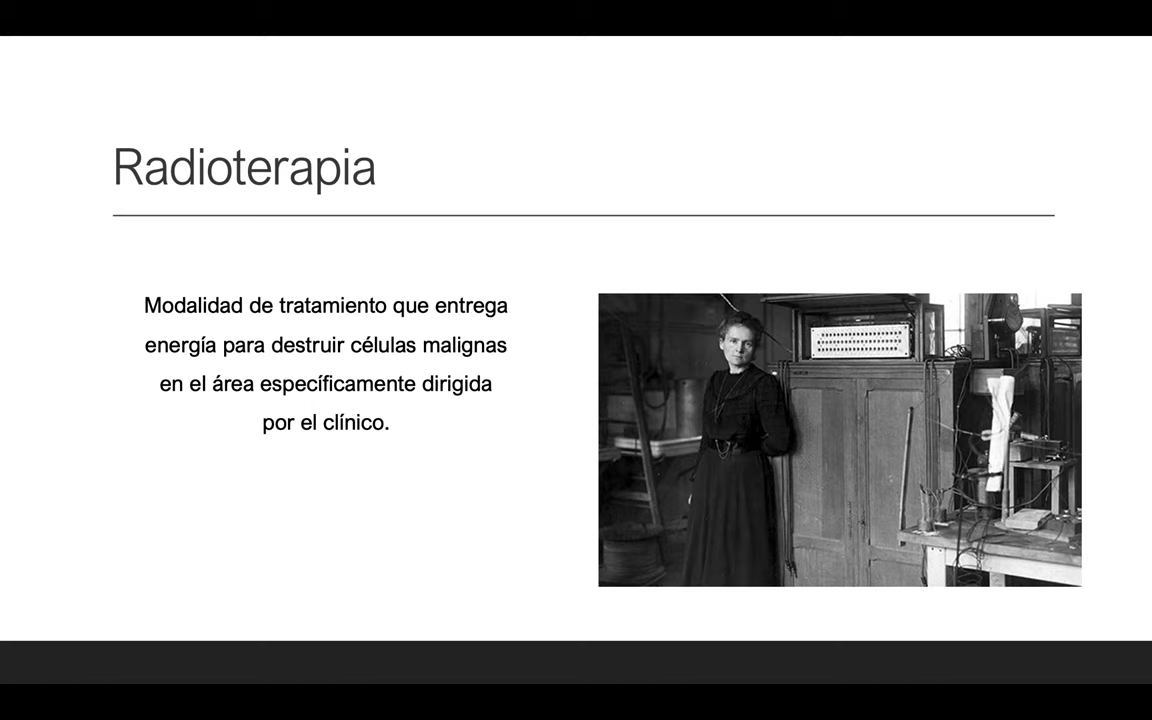 Radioterapia
Modalidad de tratamiento que entrega
energía para destruir células malignas
en el área específicamente dirigida
por el clínico.